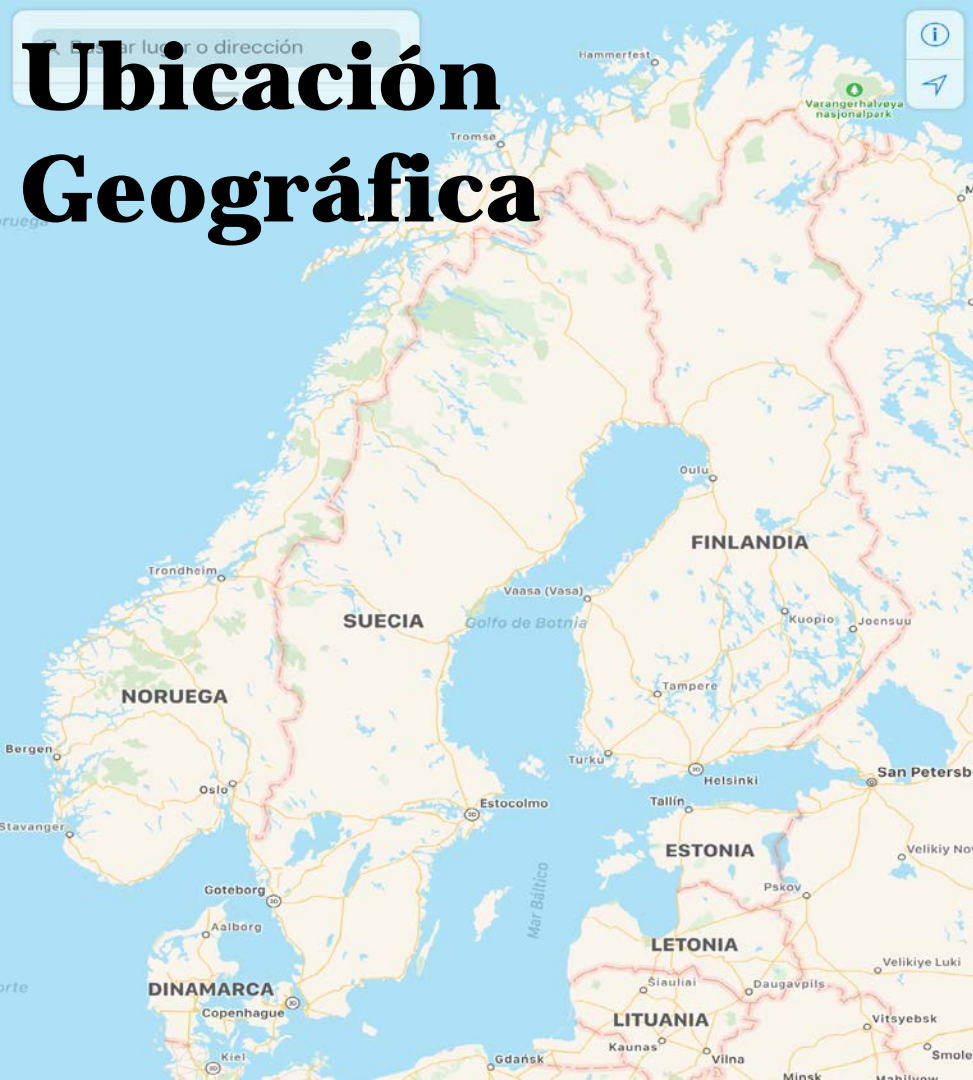 Ubicación
Geográfica
Hammerfest
Varangerhalvøya
nasjonalpark
Tromsø
Oulu
FINLANDIA
Trondheim
Vaasa (Vasa)
SUECIA
Golfo de Botnia
Kuopio
Joensuu
Tampere
NORUEGA
Bergen
Turku
Helsinki
San Petersb
Oslo
Estocolmo
Tallin
Stavanger
ESTONIA
Velikiy No
Pskov
Goteborg
Mar Báltico
Aalborg
LETONIA
Velikiye Luki
DINAMARCA
Šiauliai
Daugavpils
Copenhague
LITUANIA
Vitsyebsk
Kaunas
Vilna
Smole
Kiel
Gdańsk
Minsk